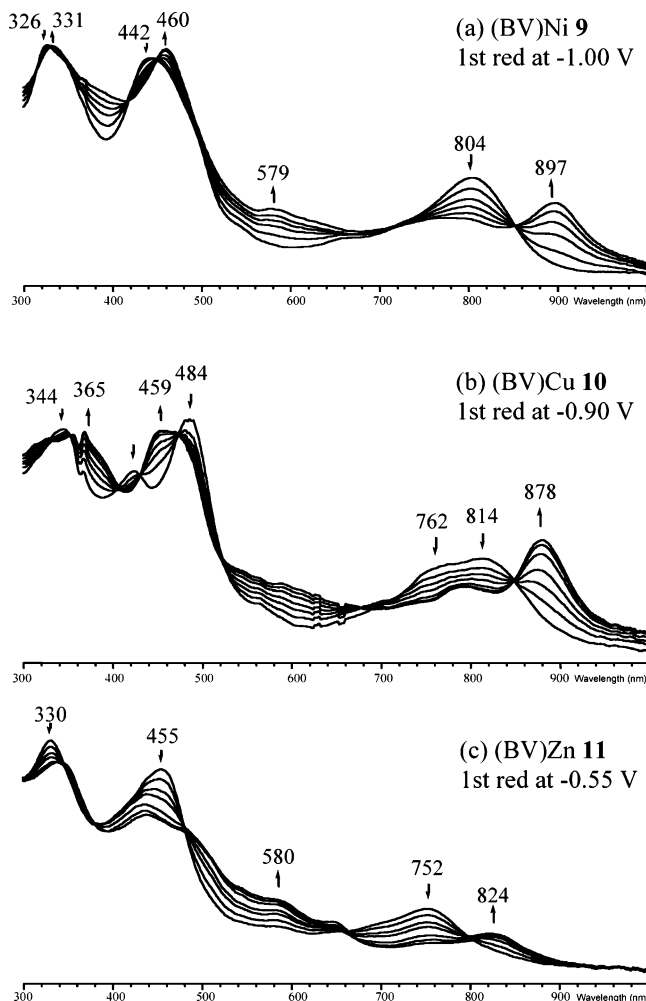 326 331 442 460
(a) (BV)Ni 9
1st red at -1.00 V
579 804 897
300 400 500 600 700 800 900 Wavelength (nm)
344 365 459 484
(b) (BV)Cu 10
1st red at -0.90 V
762 814 878
300 400 500 600 700 800 900 Wavelength (nm)
330 455
(c) (BV)Zn 11
1st red at -0.55 V
580 752 824
300 400 500 600 700 800 900 Wavelength (nm)